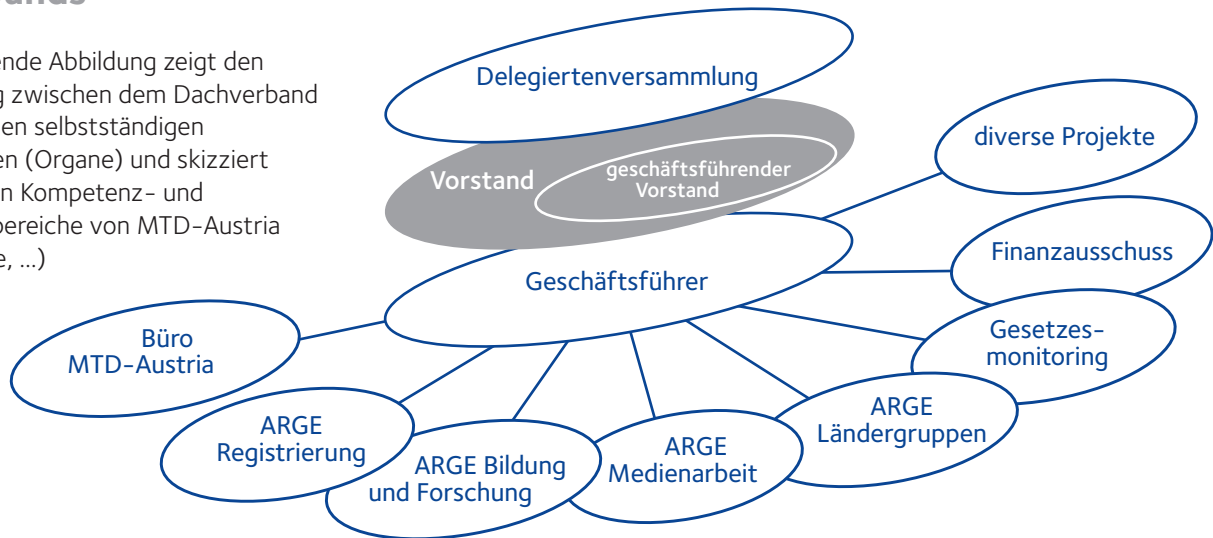 ende Abbildung zeigt den
zwischen dem Dachverband
en selbstständigen
en (Organe) und skizziert
n Kompetenz- und
bereiche von MTD-Austria
e, ...)
Delegiertenversammlung
Vorstand
geschäftsführender
Vorstand
Geschäftsführer
diverse Projekte
Finanzausschuss
Gesetzes-
monitoring
ARGE
Ländergruppen
ARGE
Medienarbeit
ARGE Bildung
und Forschung
ARGE
Registrierung
Büro
MTD-Austria